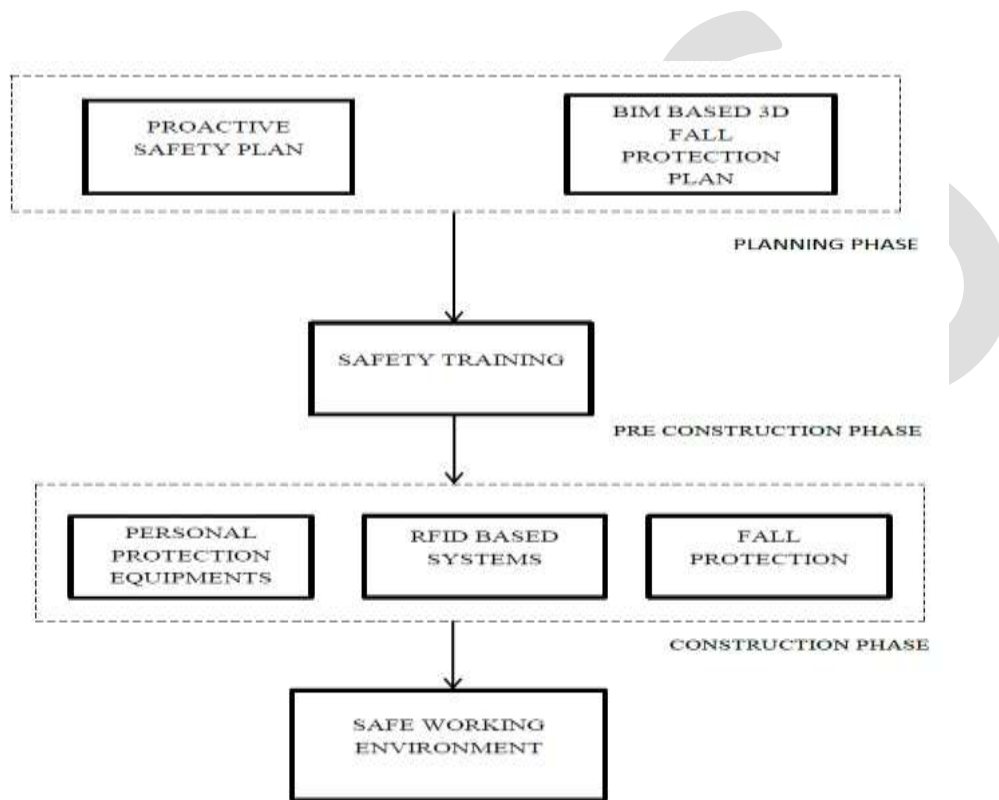 PROACTIVE
SAFETY PLAN
BIM BASED 3D
FALL
PROTECTION
PLAN
PLANNING PHASE
SAFETY TRAINING
PRE CONSTRUCTION PHASE
PERSONAL
PROTECTION
EQUIPMENTS
RFID BASED
SYSTEMS
FALL
PROTECTION
CONSTRUCTION PHASE
SAFE WORKING
ENVIRONMENT